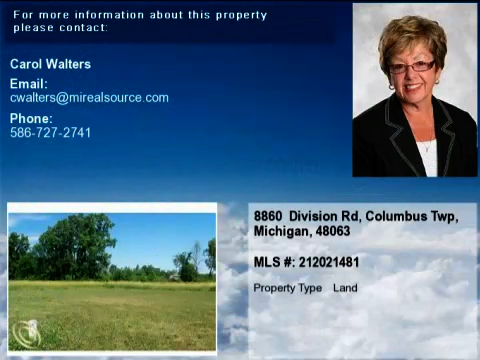 For more information about this property
please contact:
Carol Walters
Email:
cwalters@mirealsource.com
Phone:
586-727-2741
8860 Division Rd, Columbus Twp,
Michigan, 48063
MLS #: 212021481
Property Type Land